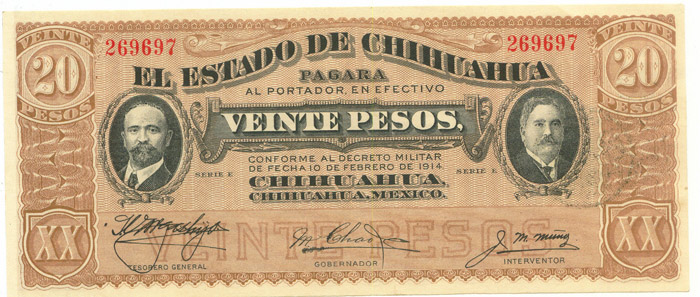 VEINTE
20
PESOS
269697
269697
VEINTE
20
PESOS
EL ESTADO DE CHIHUAHUA
PAGARA
AL PORTADOR, EN EFECTIVO
VEINTE PESOS,
CONFORME AL DECRETO MILITAR
DE FECHA 10 DE FEBRERO DE 1914
SERIE E
SERIE E
CHIHUAHUA,
CHIHUAHUA, MEXICO.
XX
VEINTE PESOS
XX
TESORERO GENERAL
M. Chao
GOBERNADOR
J. M. Muñg
INTERVENTOR